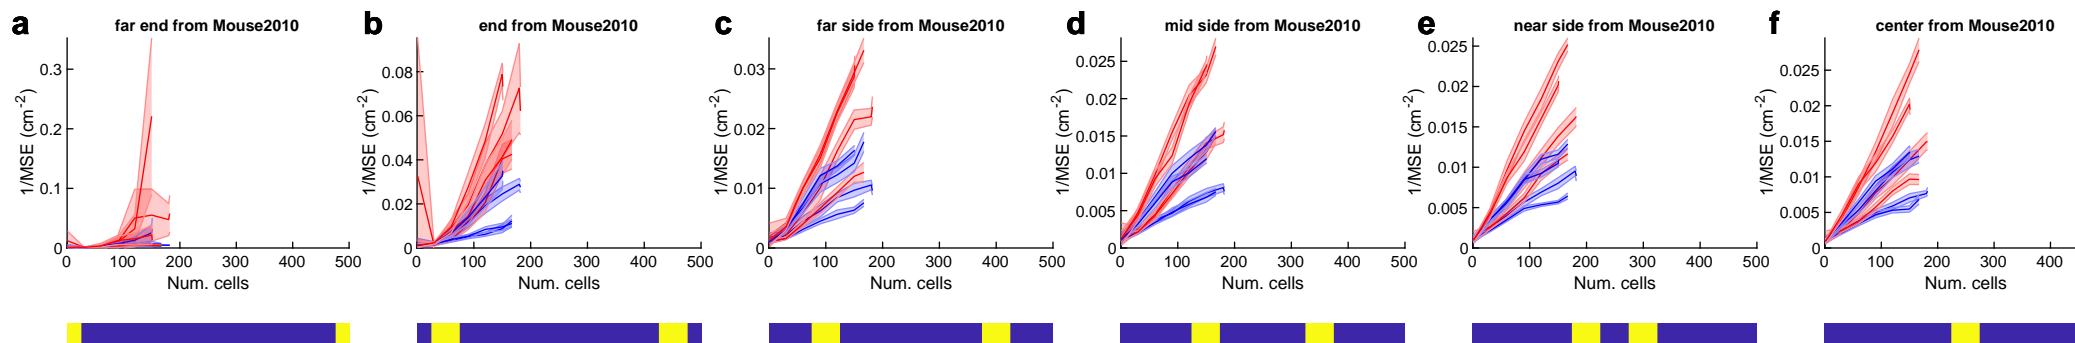 a far end from Mouse2010
1/MSE (cm-2)
0.3
0.2
0.1
0
0 100 200 300 400 500
Num. cells
b end from Mouse2010
1/MSE (cm-2)
0.08
0.06
0.04
0.02
0
0 100 200 300 400 500
Num. cells
c far side from Mouse2010
1/MSE (cm-2)
0.03
0.02
0.01
0
0 100 200 300 400 500
Num. cells
d mid side from Mouse2010
1/MSE (cm-2)
0.025
0.02
0.015
0.01
0.005
0
0 100 200 300 400 500
Num. cells
e near side from Mouse2010
1/MSE (cm-2)
0.025
0.02
0.015
0.01
0.005
0
0 100 200 300 400 500
Num. cells
f center from Mouse2010
1/MSE (cm-2)
0.025
0.02
0.015
0.01
0.005
0
0 100 200 300 400
Num. cells